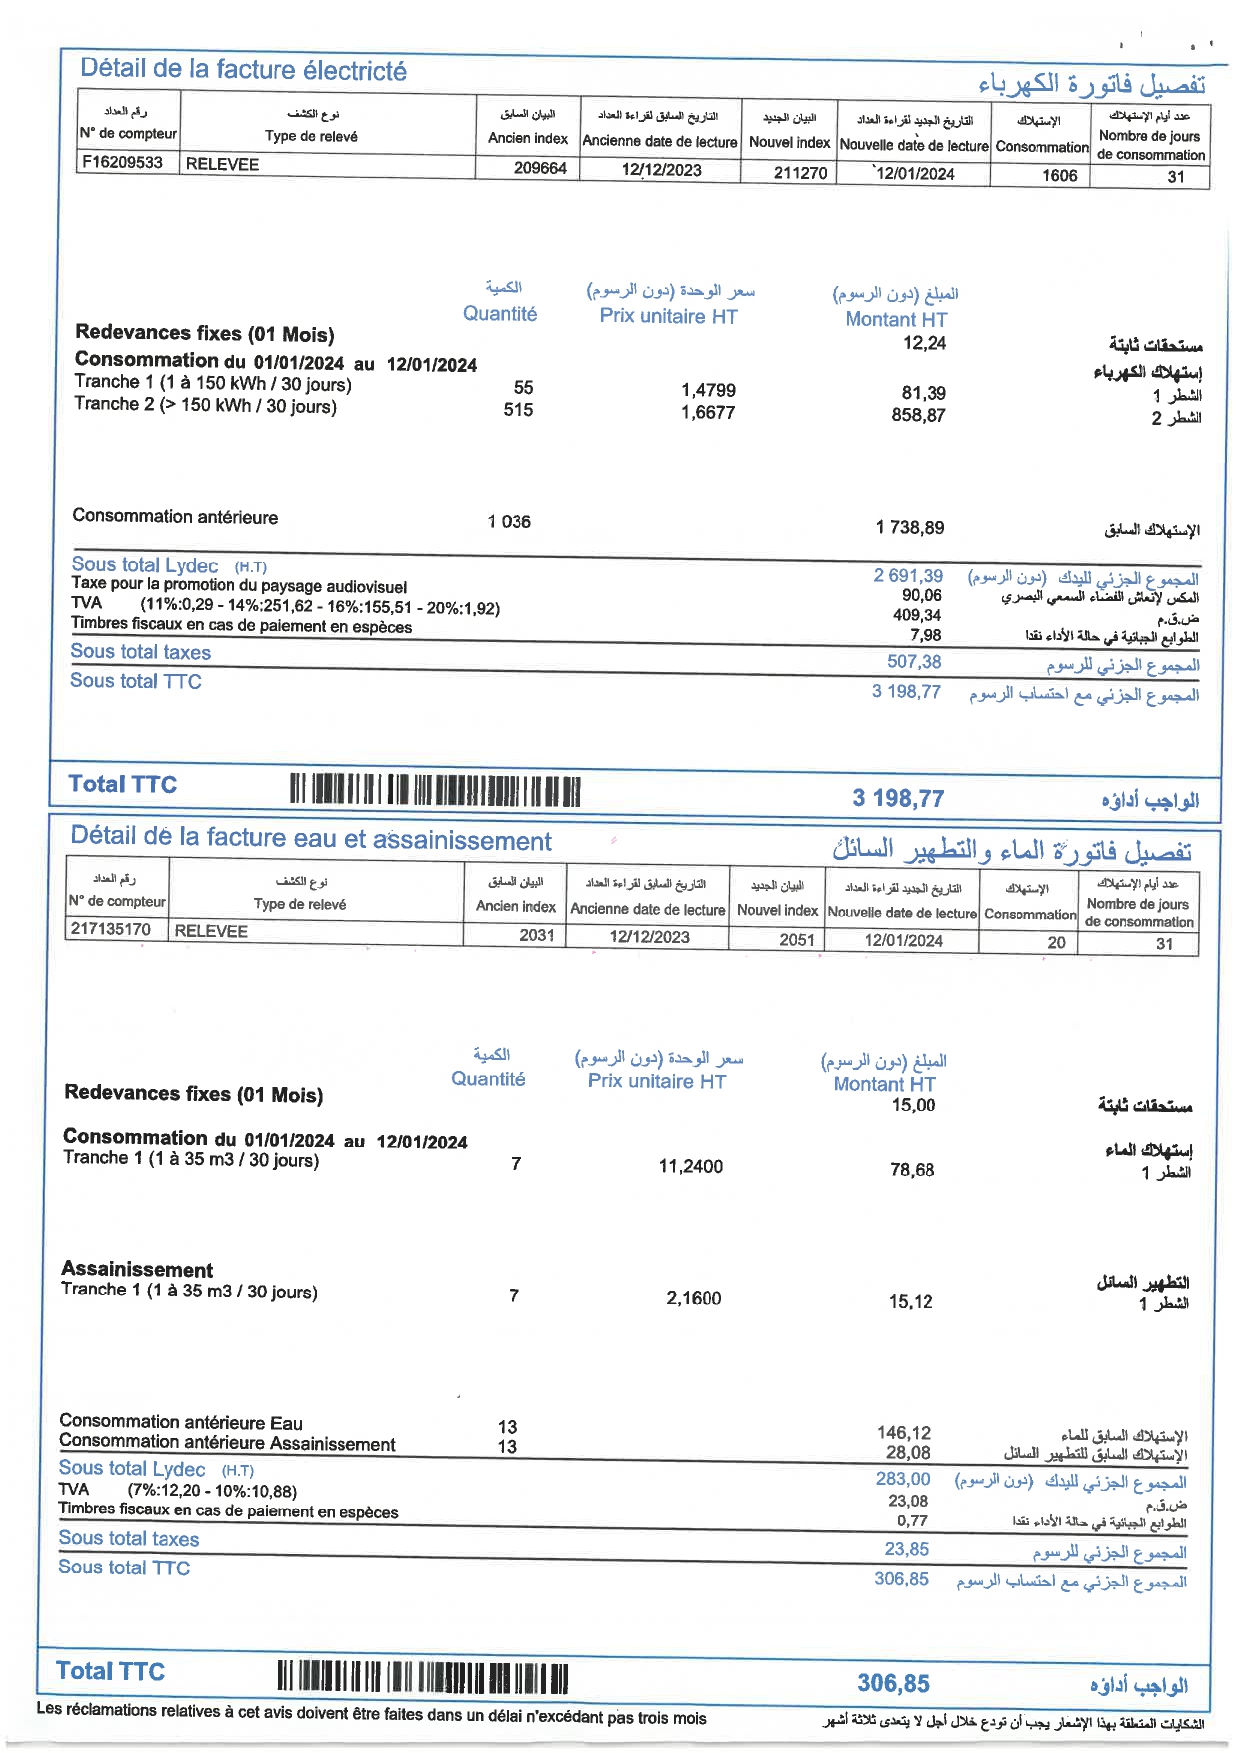 Détail de la facture électricté تفصيل فاتورة الكهرباء
رقم العداد نوع الكشف البيان السابق التاريخ السابق لقراءة العداد البيان الجديد التاريخ الجديد لقراءة العداد الإستهلاك عدد أيام الإستهلاك
N° de compteur Type de relevé Ancien index Ancienne date de lecture Nouvel index Nouvelle date de lecture Consommation Nombre de jours de consommation
F16209533 RELEVEE 209664 12/12/2023 211270 12/01/2024 1606 31
الكمية سعر الوحدة (دون الرسوم) المبلغ (دون الرسوم)
Quantité Prix unitaire HT Montant HT
Redevances fixes (01 Mois) 12,24 مستحقات ثابتة
Consommation du 01/01/2024 au 12/01/2024 إستهلاك الكهرباء
Tranche 1 (1 à 150 kWh / 30 jours) 55 1,4799 81,39 الشطر 1
Tranche 2 (> 150 kWh / 30 jours) 515 1,6677 858,87 الشطر 2
Consommation antérieure 1 036 1 738,89 الإستهلاك السابق
Sous total Lydec (H.T) 2 691,39 المجموع الجزئي لليدك (دون الرسوم)
Taxe pour la promotion du paysage audiovisuel 90,06 المكس لإنعاش الفضاء السمعي البصري
TVA (11%:0,29 - 14%:251,62 - 16%:155,51 - 20%:1,92) 409,34 ض.ق.م
Timbres fiscaux en cas de paiement en espèces 7,98 الطوابع الجبائية في حالة الأداء نقدا
Sous total taxes 507,38 المجموع الجزئي للرسوم
Sous total TTC 3 198,77 المجموع الجزئي مع احتساب الرسوم
Total TTC 3 198,77 الواجب أداؤه
Détail de la facture eau et assainissement تفصيل فاتورة الماء والتطهير السائل
رقم العداد نوع الكشف البيان السابق التاريخ السابق لقراءة العداد البيان الجديد التاريخ الجديد لقراءة العداد الإستهلاك عدد أيام الإستهلاك
N° de compteur Type de relevé Ancien index Ancienne date de lecture Nouvel index Nouvelle date de lecture Consommation Nombre de jours de consommation
217135170 RELEVEE 2031 12/12/2023 2051 12/01/2024 20 31
الكمية سعر الوحدة (دون الرسوم) المبلغ (دون الرسوم)
Quantité Prix unitaire HT Montant HT
Redevances fixes (01 Mois) 15,00 مستحقات ثابتة
Consommation du 01/01/2024 au 12/01/2024 إستهلاك الماء
Tranche 1 (1 à 35 m3 / 30 jours) 7 11,2400 78,68 الشطر 1
Assainissement التطهير السائل
Tranche 1 (1 à 35 m3 / 30 jours) 7 2,1600 15,12 الشطر 1
Consommation antérieure Eau 13 146,12 الإستهلاك السابق للماء
Consommation antérieure Assainissement 13 28,08 الإستهلاك السابق للتطهير السائل
Sous total Lydec (H.T) 283,00 المجموع الجزئي لليدك (دون الرسوم)
TVA (7%:12,20 - 10%:10,88) 23,08 ض.ق.م
Timbres fiscaux en cas de paiement en espèces 0,77 الطوابع الجبائية في حالة الأداء نقدا
Sous total taxes 23,85 المجموع الجزئي للرسوم
Sous total TTC 306,85 المجموع الجزئي مع احتساب الرسوم
Total TTC 306,85 الواجب أداؤه
Les réclamations relatives à cet avis doivent être faites dans un délai n'excédant pas trois mois الشكايات المتعلقة بهذا الإشعار يجب أن تودع خلال أجل لا يتعدى ثلاثة أشهر